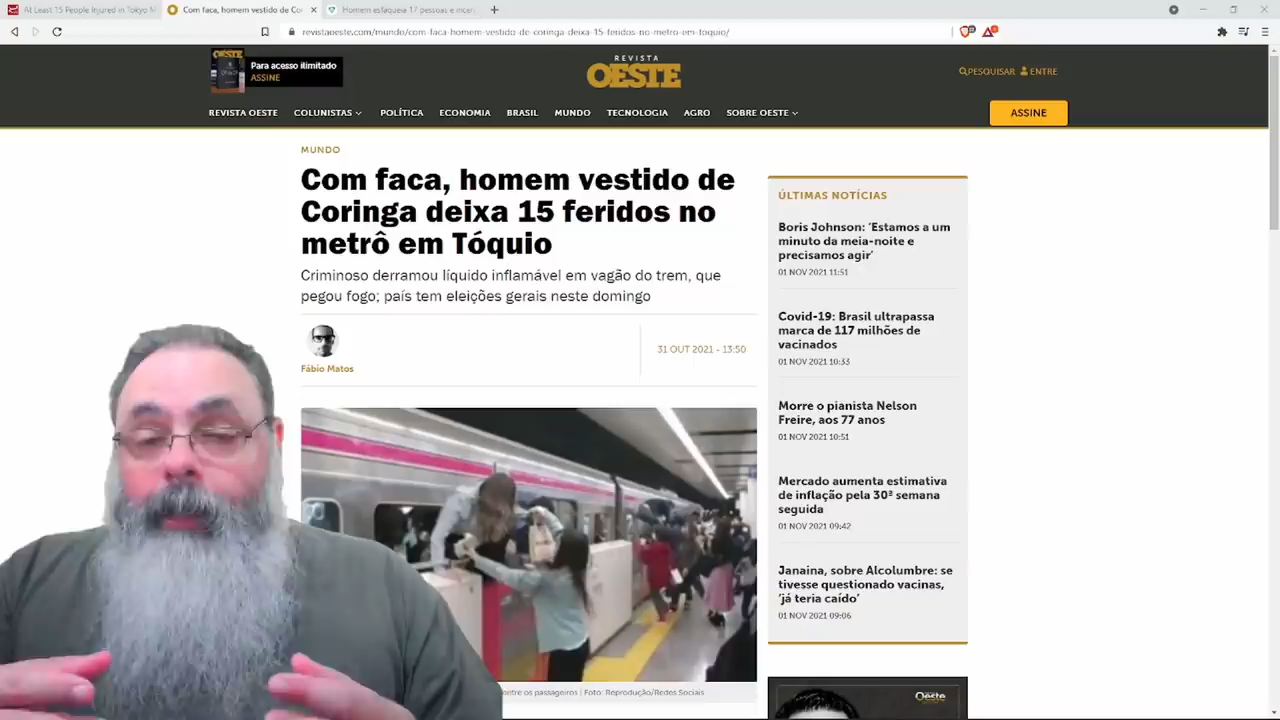 At Least 15 People Injured in Tokyo M
Com faca, homem vestido de Co
Homem esfaqueia 17 pessoas e incen
revistaoeste.com/mundo/com-faca-homem-vestido-de-coringa-deixa-15-feridos-no-metro-em-toquio/
OESTE
Para acesso ilimitado
ASSINE
REVISTA
OESTE
PESQUISAR ENTRE
REVISTA OESTE COLUNISTAS POLÍTICA ECONOMIA BRASIL MUNDO TECNOLOGIA AGRO SOBRE OESTE ASSINE
MUNDO
Com faca, homem vestido de
Coringa deixa 15 feridos no
metrô em Tóquio
Criminoso derramou líquido inflamável em vagão do trem, que
pegou fogo; país tem eleições gerais neste domingo
Fábio Matos
31 OUT 2021 - 13:50
ontre os passageiros | Foto: Reprodução/Redes Sociais
ÚLTIMAS NOTÍCIAS
Boris Johnson: ‘Estamos a um
minuto da meia-noite e
precisamos agir’
01 NOV 2021 11:51
Covid-19: Brasil ultrapassa
marca de 117 milhões de
vacinados
01 NOV 2021 10:33
Morre o pianista Nelson
Freire, aos 77 anos
01 NOV 2021 10:51
Mercado aumenta estimativa
de inflação pela 30ª semana
seguida
01 NOV 2021 09:42
Janaina, sobre Alcolumbre: se
tivesse questionado vacinas,
‘já teria caído’
01 NOV 2021 09:06
Oeste